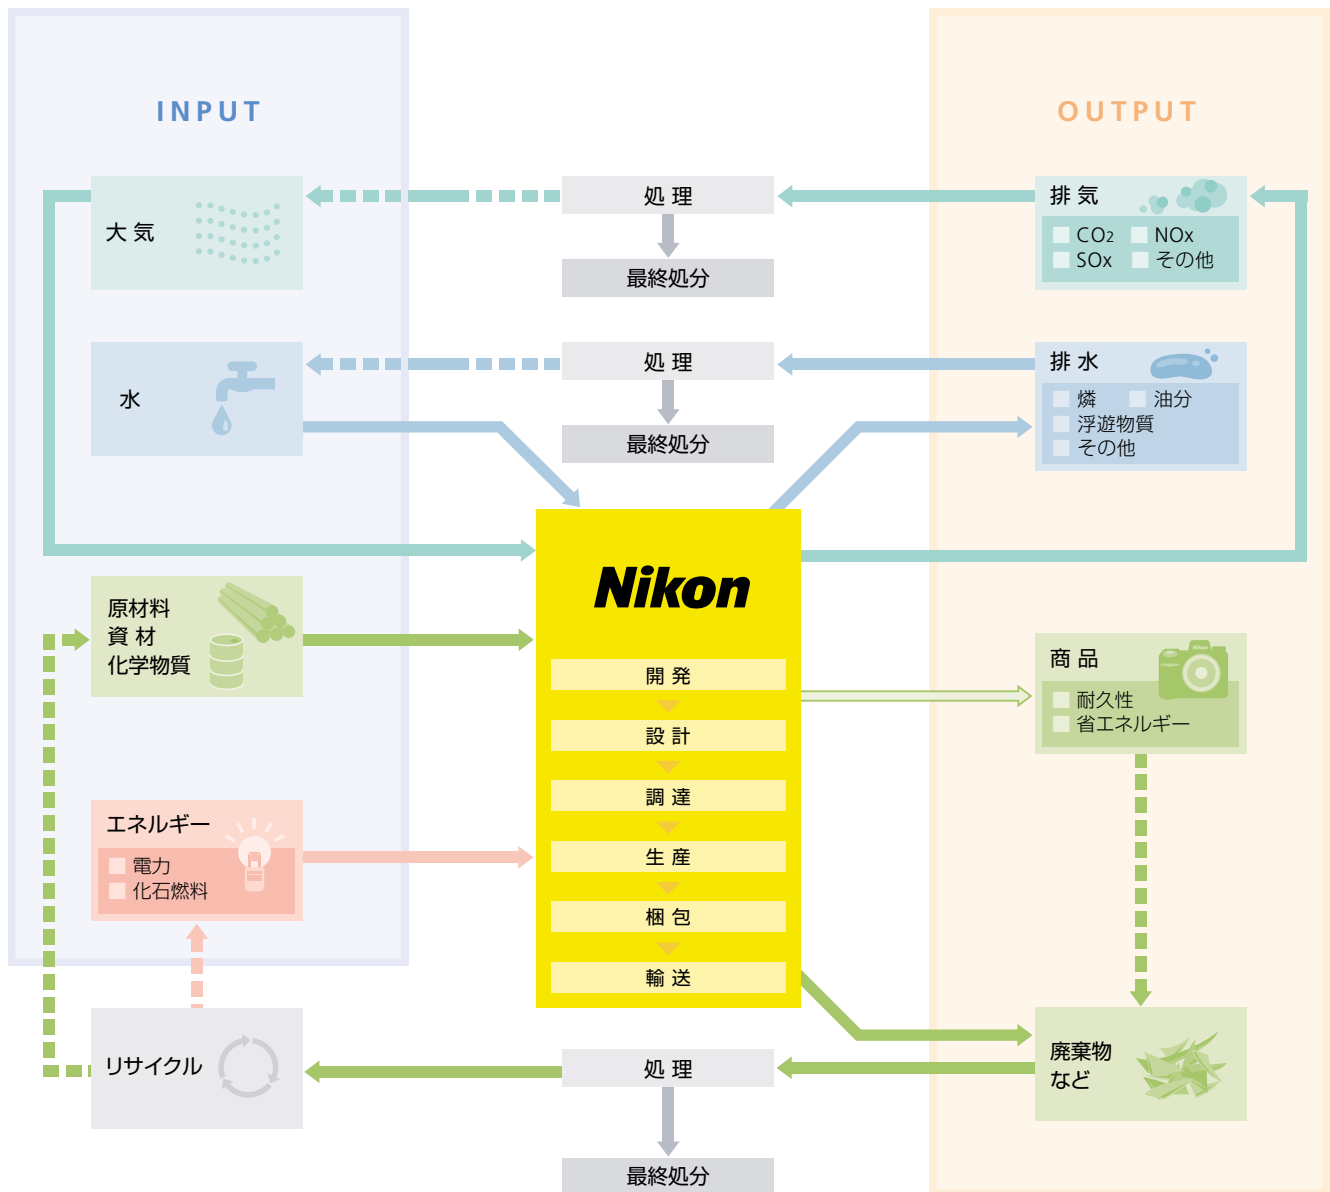 INPUT
OUTPUT
大気
処理
最終処分
排気
CO₂
NOx
SOx
その他
水
処理
最終処分
排水
燐
油分
浮遊物質
その他
Nikon
原材料
資材
化学物質
開発
設計
調達
生産
梱包
輸送
商品
Nikon
耐久性
省エネルギー
エネルギー
電力
化石燃料
リサイクル
処理
最終処分
廃棄物
など